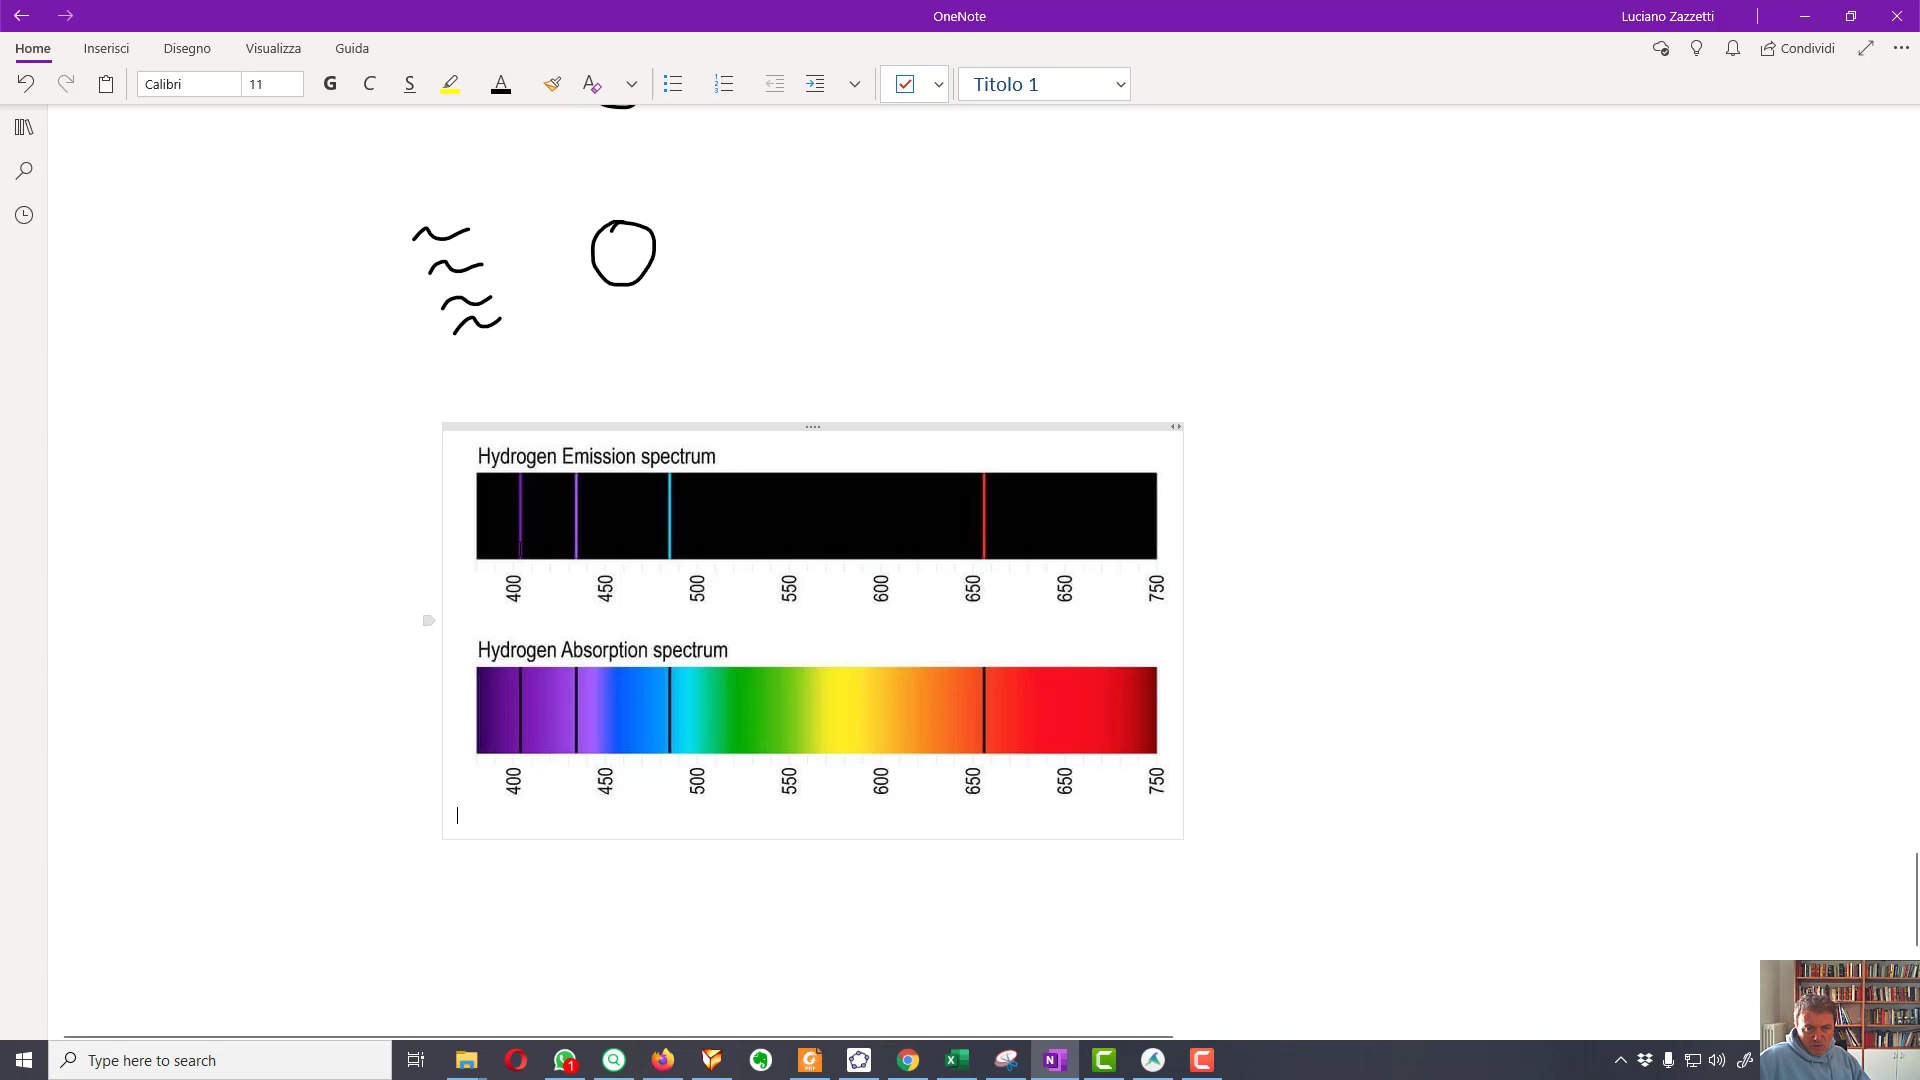 OneNote
Luciano Zazzetti
Home
Inserisci
Disegno
Visualizza
Guida
Condividi
Calibri
11
G
C
S
A
A
Titolo 1
Hydrogen Emission spectrum
400 450 500 550 600 650 650 750
Hydrogen Absorption spectrum
400 450 500 550 600 650 650 750
Type here to search
1